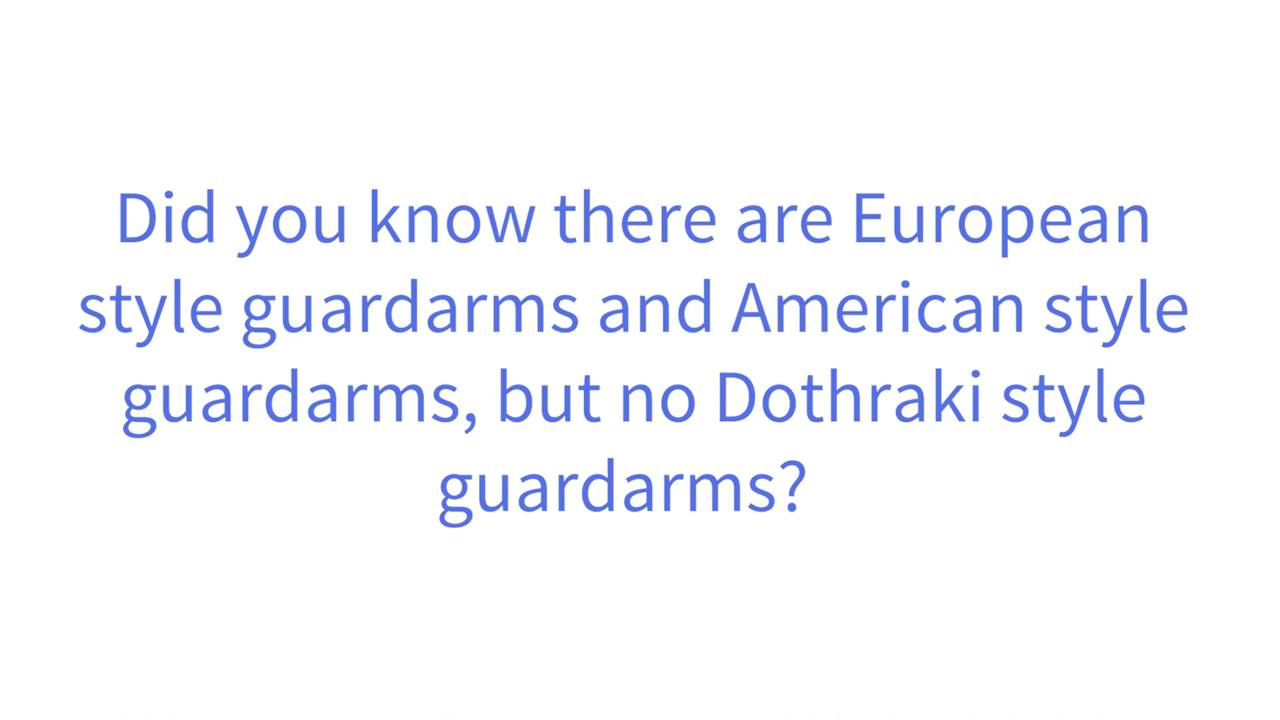 Did you know there are European
style guardarms and American style
guardarms, but no Dothraki style
guardarms?